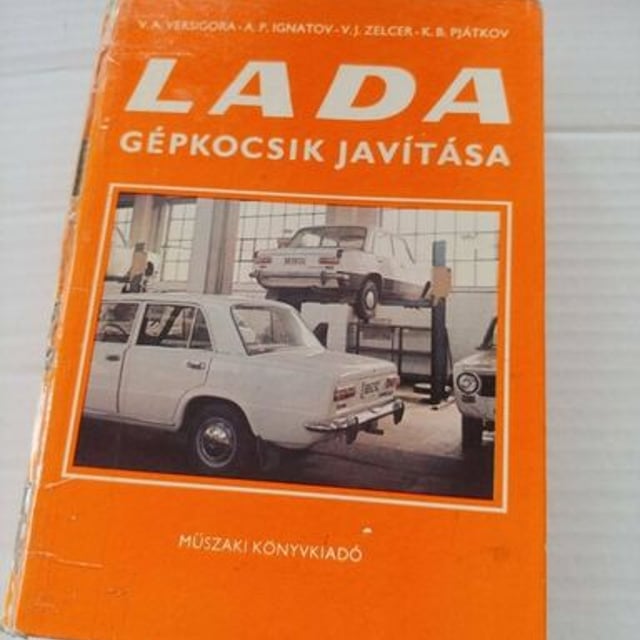 V. A. VERSIGORA · A. P. IGNATOV · V. J. ZELCER · K. B. PJÁTKOV
LADA
GÉPKOCSIK JAVÍTÁSA
MŰSZAKI KÖNYVKIADÓ